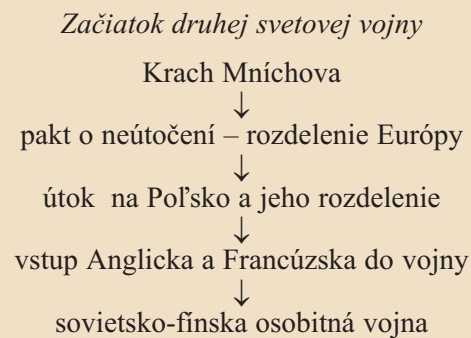 Začiatok druhej svetovej vojny
Krach Mníchova
↓
pakt o neútočení – rozdelenie Európy
↓
útok na Poľsko a jeho rozdelenie
↓
vstup Anglicka a Francúzska do vojny
↓
sovietsko-fínska osobitná vojna